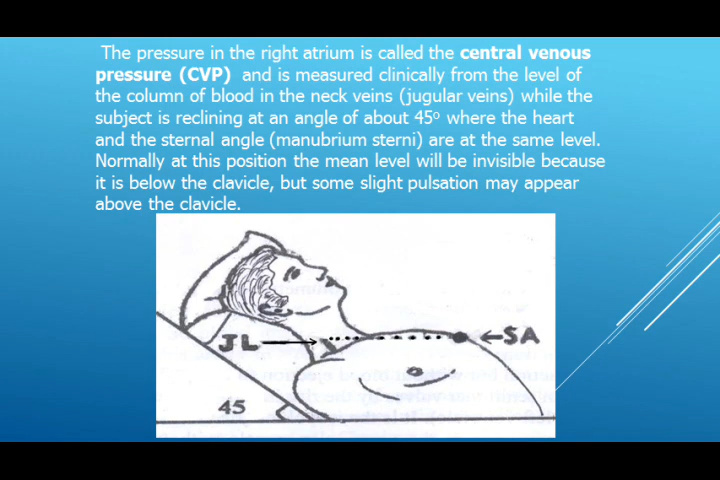 The pressure in the right atrium is called the central venous
pressure (CVP)  and is measured clinically from the level of
the column of blood in the neck veins (jugular veins) while the
subject is reclining at an angle of about 45º where the heart
and the sternal angle (manubrium sterni) are at the same level.
Normally at this position the mean level will be invisible because
it is below the clavicle, but some slight pulsation may appear
above the clavicle.
JL
SA
45